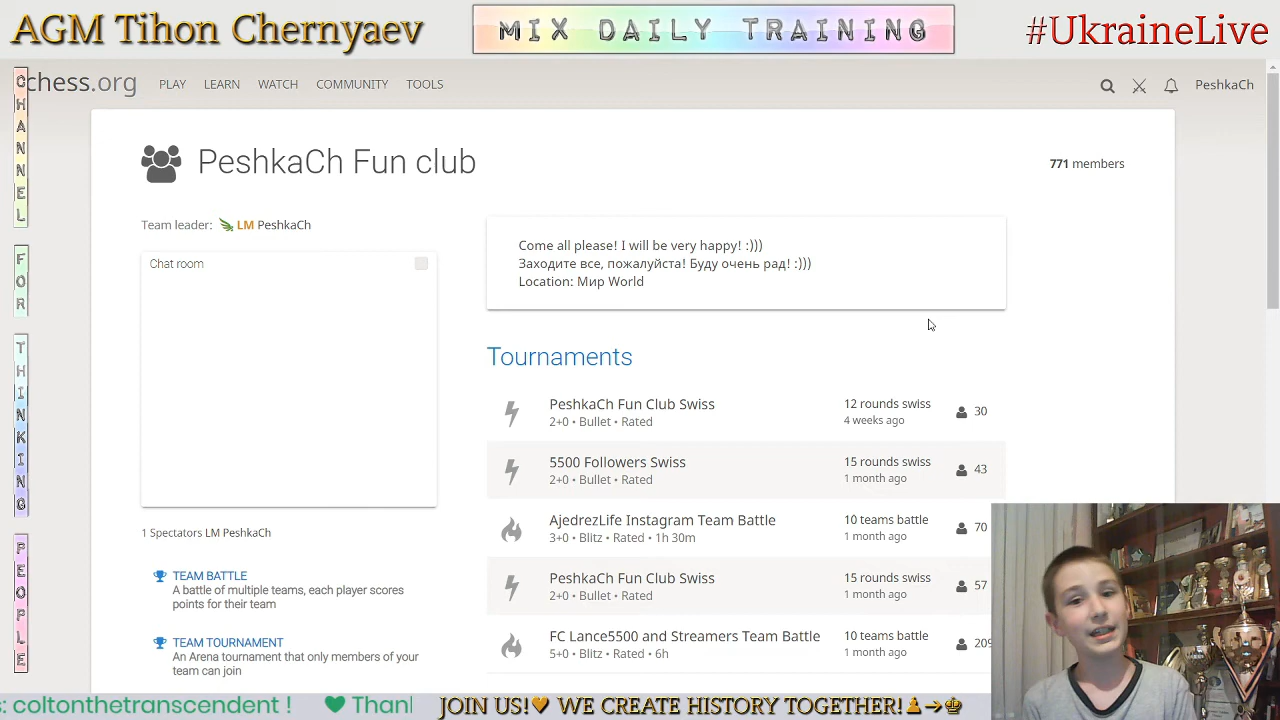 AGM Tihon Chernyaev
MIX DAILY TRAINING
#UkraineLive
CHANNEL FOR THINKING PEOPLE
chess.org
PLAY LEARN WATCH COMMUNITY TOOLS
PeshkaCh
PeshkaCh Fun club
771 members
Team leader: LM PeshkaCh
Chat room
Come all please! I will be very happy! :)))
Заходите все, пожалуйста! Буду очень рад! :)))
Location: Мир World
Tournaments
PeshkaCh Fun Club Swiss
2+0 • Bullet • Rated
12 rounds swiss
4 weeks ago
30
5500 Followers Swiss
2+0 • Bullet • Rated
15 rounds swiss
1 month ago
43
AjedrezLife Instagram Team Battle
3+0 • Blitz • Rated • 1h 30m
10 teams battle
1 month ago
70
PeshkaCh Fun Club Swiss
2+0 • Bullet • Rated
15 rounds swiss
1 month ago
57
FC Lance5500 and Streamers Team Battle
5+0 • Blitz • Rated • 6h
10 teams battle
1 month ago
209
1 Spectators LM PeshkaCh
TEAM BATTLE
A battle of multiple teams, each player scores
points for their team
TEAM TOURNAMENT
An Arena tournament that only members of your
team can join
s: coltonthetranscendent ! Thanl
JOIN US! WE CREATE HISTORY TOGETHER!